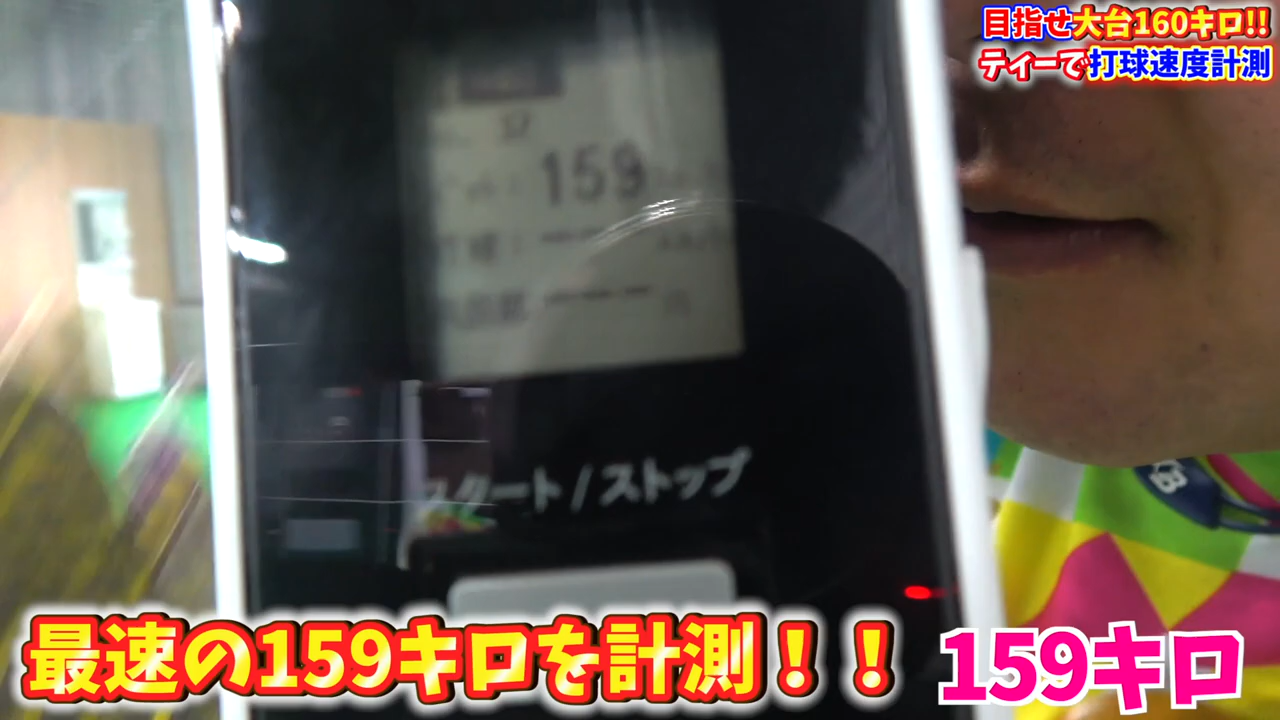 目指せ大台160キロ!!
ティーで打球速度計測
159
スタート/ストップ
最速の159キロを計測!!
159キロ